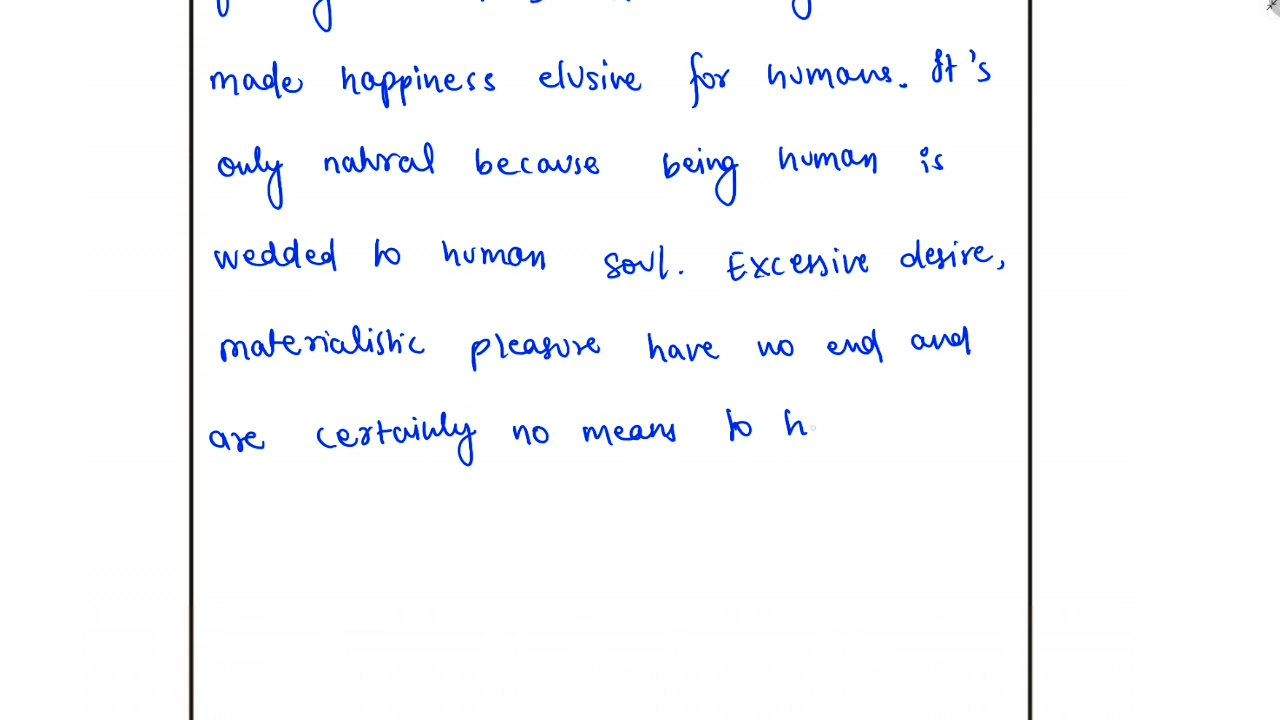 made happiness elusive for humans. It's
only natural because being human is
wedded to human soul. Excessive desire,
materialistic pleasure have no end and
are certainly no means to h